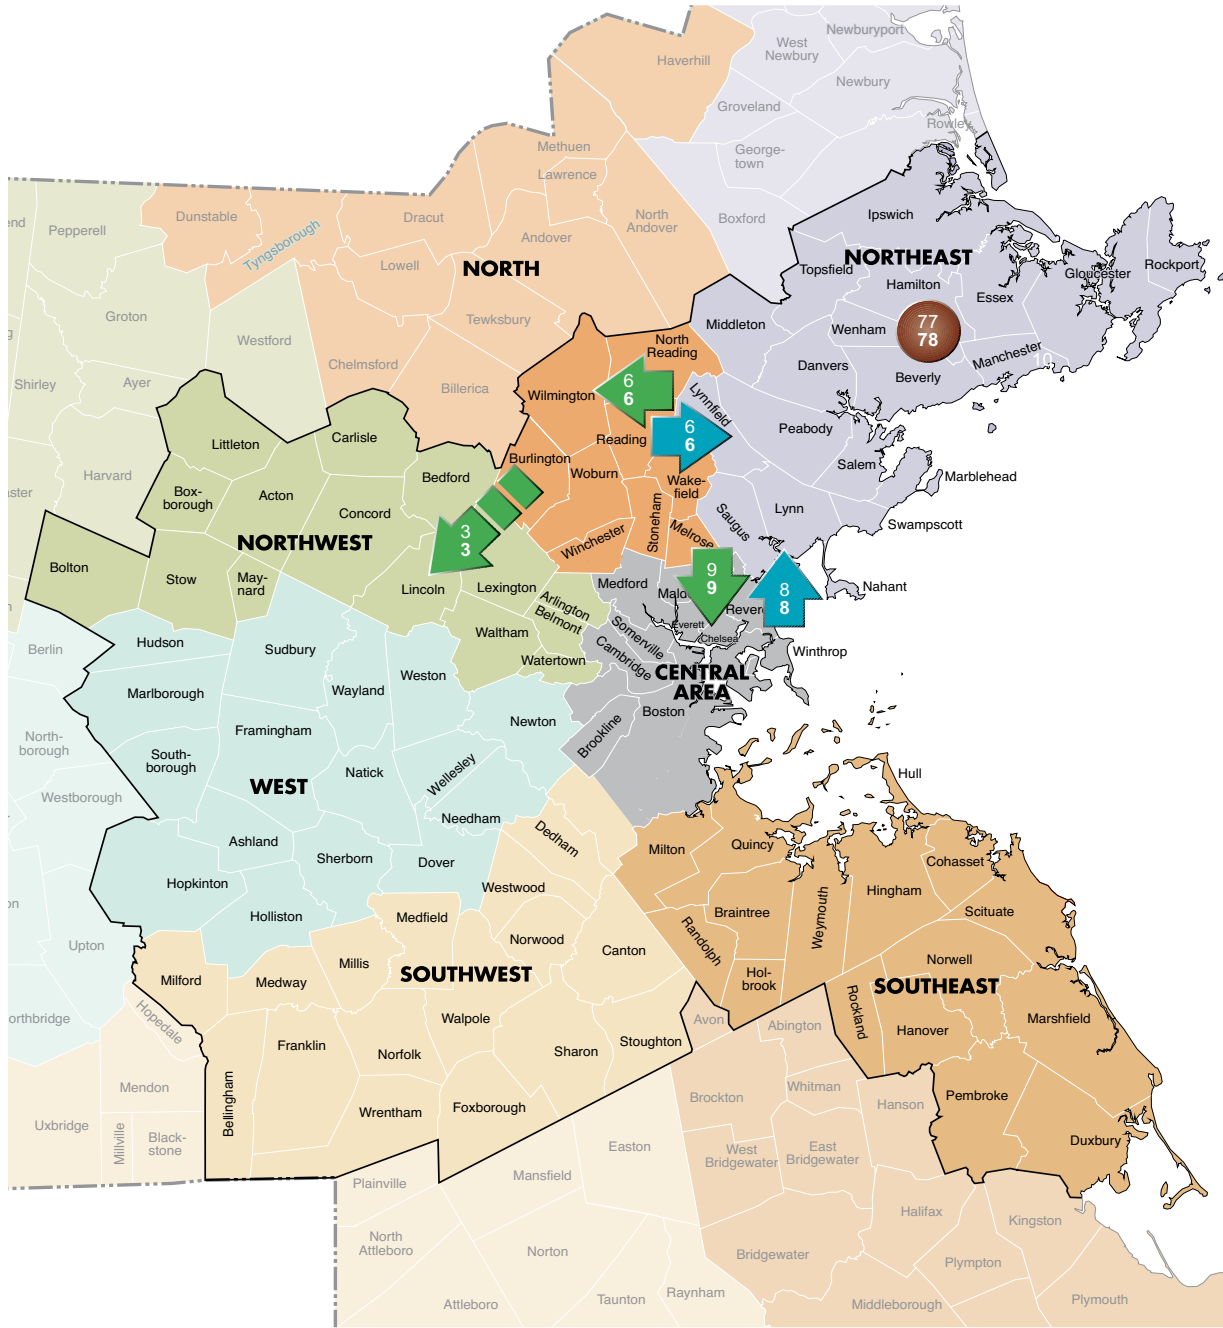 Newburyport
West
Newbury
Haverhill
Newbury
Groveland
Rowley
Methuen
George-
town
Lawrence
Dunstable
Dracut
North
Andover
Boxford
Ipswich
end
Pepperell
Tyngsborough
Andover
NORTH
Lowell
NORTHEAST
Topsfield
Hamilton
Gloucester
Rockport
Essex
Groton
Westford
Tewksbury
Middleton
Wenham
77
78
Shirley
Ayer
Chelmsford
Billerica
North
Reading
Danvers
Beverly
Manchester
10
Wilmington
6
6
Lynnfield
Littleton
Carlisle
Reading
6
6
Peabody
Harvard
Burlington
Woburn
Salem
Marblehead
aster
Box-
borough
Acton
Bedford
Wake-
field
Concord
Stoneham
Saugus
Lynn
Swampscott
NORTHWEST
3
3
Winchester
Melrose
Bolton
Stow
May-
nard
Lincoln
Lexington
Medford
Mald
9
9
8
8
Nahant
Arlington
Belmont
Revere
Everett
Chelsea
Berlin
Hudson
Sudbury
Waltham
Somerville
Cambridge
Winthrop
Watertown
CENTRAL
AREA
Marlborough
Wayland
Weston
Boston
Newton
Brookline
North-
borough
South-
borough
Framingham
Natick
Wellesley
Hull
WEST
Westborough
Needham
Ashland
Sherborn
Dover
Dedham
Milton
Quincy
Cohasset
Hopkinton
Westwood
Hingham
on
Holliston
Medfield
Braintree
Weymouth
Scituate
Upton
Norwood
Canton
Randolph
Millis
Norwell
Milford
Medway
SOUTHWEST
Hol-
brook
SOUTHEAST
orthbridge
Hopedale
Walpole
Avon
Abington
Rockland
Hanover
Marshfield
Franklin
Norfolk
Sharon
Stoughton
Mendon
Bellingham
Wrentham
Foxborough
Brockton
Whitman
Hanson
Pembroke
Uxbridge
Millville
Black-
stone
Easton
West
Bridgewater
East
Bridgewater
Duxbury
Plainville
Mansfield
Halifax
Kingston
North
Attleboro
Norton
Bridgewater
Plympton
Attleboro
Taunton
Raynham
Middleborough
Plymouth